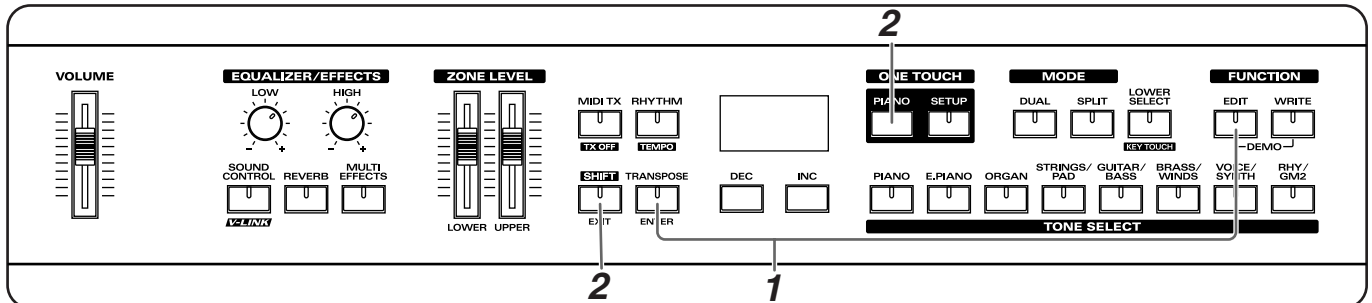 2
VOLUME
EQUALIZER/EFFECTS
LOW
HIGH
- +
- +
SOUND
CONTROL
REVERB
MULTI
EFFECTS
V-LINK
ZONE LEVEL
LOWER UPPER
MIDI TX
RHYTHM
TX OFF
TEMPO
SHIFT
TRANSPOSE
EXIT
ENTER
DEC
INC
ONE TOUCH
PIANO
SETUP
MODE
DUAL
SPLIT
LOWER
SELECT
KEY TOUCH
FUNCTION
EDIT
WRITE
DEMO
PIANO
E.PIANO
ORGAN
STRINGS/
PAD
GUITAR/
BASS
BRASS/
WINDS
VOICE/
SYNTH
RHY/
GM2
TONE SELECT
2
1